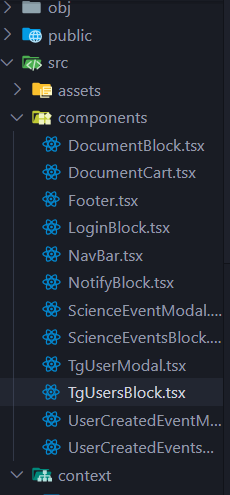 obj
public
src
assets
components
DocumentBlock.tsx
DocumentCart.tsx
Footer.tsx
LoginBlock.tsx
NavBar.tsx
NotifyBlock.tsx
ScienceEventModal....
ScienceEventsBlock....
TgUserModal.tsx
TgUsersBlock.tsx
UserCreatedEventM...
UserCreatedEvents...
context